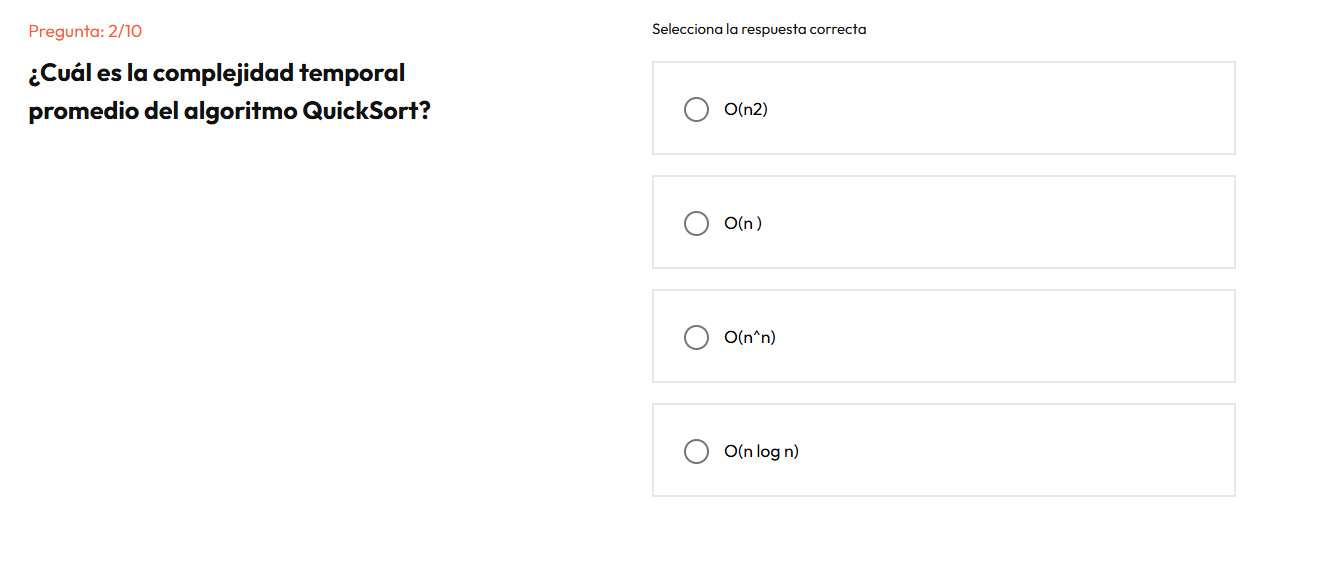 Pregunta: 2/10
¿Cuál es la complejidad temporal
promedio del algoritmo QuickSort?
Selecciona la respuesta correcta
O(n2)
O(n )
O(n^n)
O(n log n)